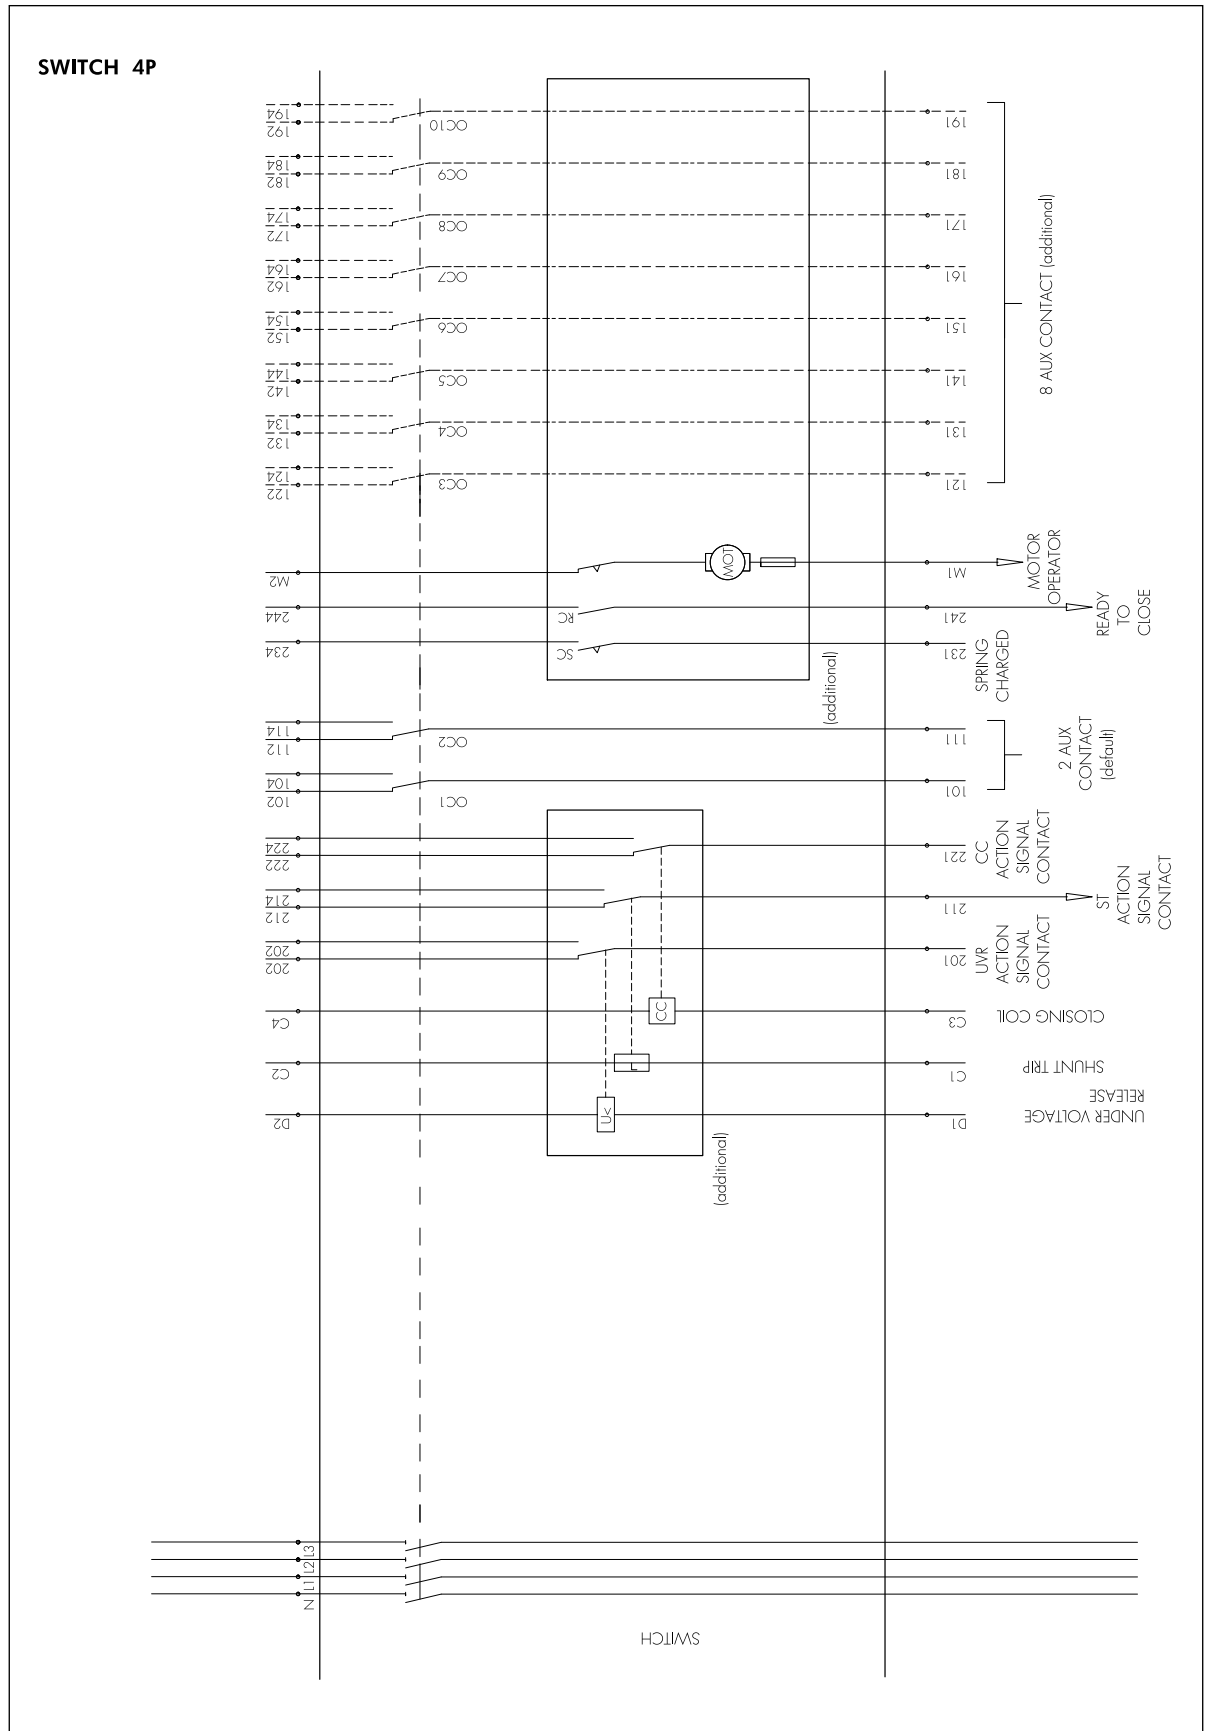 SWITCH 4P
194
192
OC10
191
184
182
OC9
181
174
172
OC8
171
164
162
OC7
161
154
152
OC6
151
144
142
OC5
141
134
132
OC4
131
124
122
OC3
121
8 AUX CONTACT (additional)
M2
MOT
M1
MOTOR
OPERATOR
244
RC
241
READY
TO
CLOSE
234
SC
231
SPRING
CHARGED
(additional)
114
112
OC2
111
104
102
OC1
101
2 AUX
CONTACT
(default)
224
222
221
CC
ACTION
SIGNAL
CONTACT
214
212
211
ST
ACTION
SIGNAL
CONTACT
202
202
201
UVR
ACTION
SIGNAL
CONTACT
C4
CC
C3
CLOSING COIL
C2
L
C1
SHUNT TRIP
D2
U<
D1
UNDER VOLTAGE
RELEASE
(additional)
L3
L2
L1
N
SWITCH